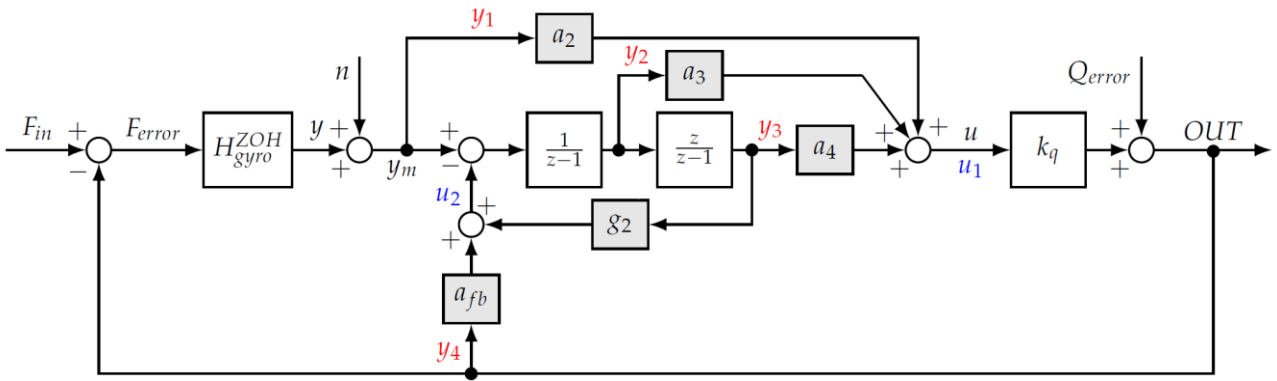 y₁
a₂
y₂
a₃
n
Q_error
F_in
+
−
F_error
H_gyro^ZOH
y
+
+
y_m
+
−
1/(z−1)
z/(z−1)
y₃
a₄
+
+
+
u
u₁
k_q
+
+
OUT
u₂
+
+
g₂
a_fb
y₄